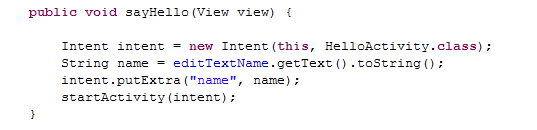 public void sayHello(View view) {
Intent intent = new Intent(this, HelloActivity.class);
String name = editTextName.getText().toString();
intent.putExtra("name", name);
startActivity(intent);
}